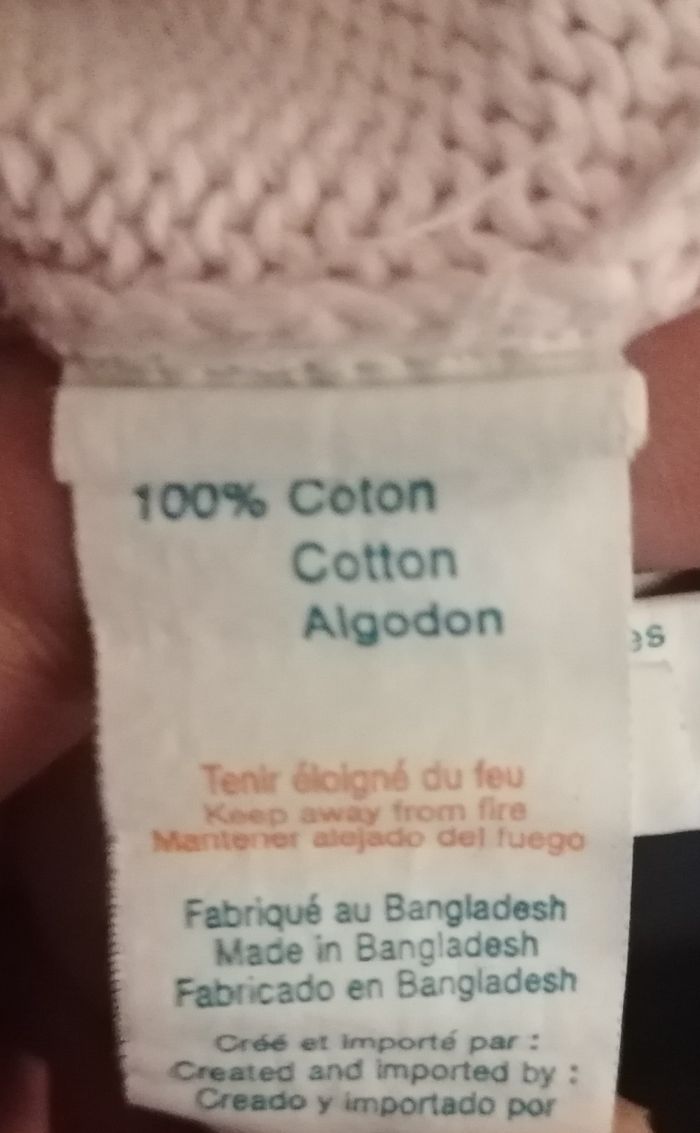 100% Coton
Cotton
Algodon
es
Tenir éloigné du feu
Keep away from fire
Mantener alejado del fuego
Fabriqué au Bangladesh
Made in Bangladesh
Fabricado en Bangladesh
Créé et importé par :
Created and imported by :
Creado y importado por